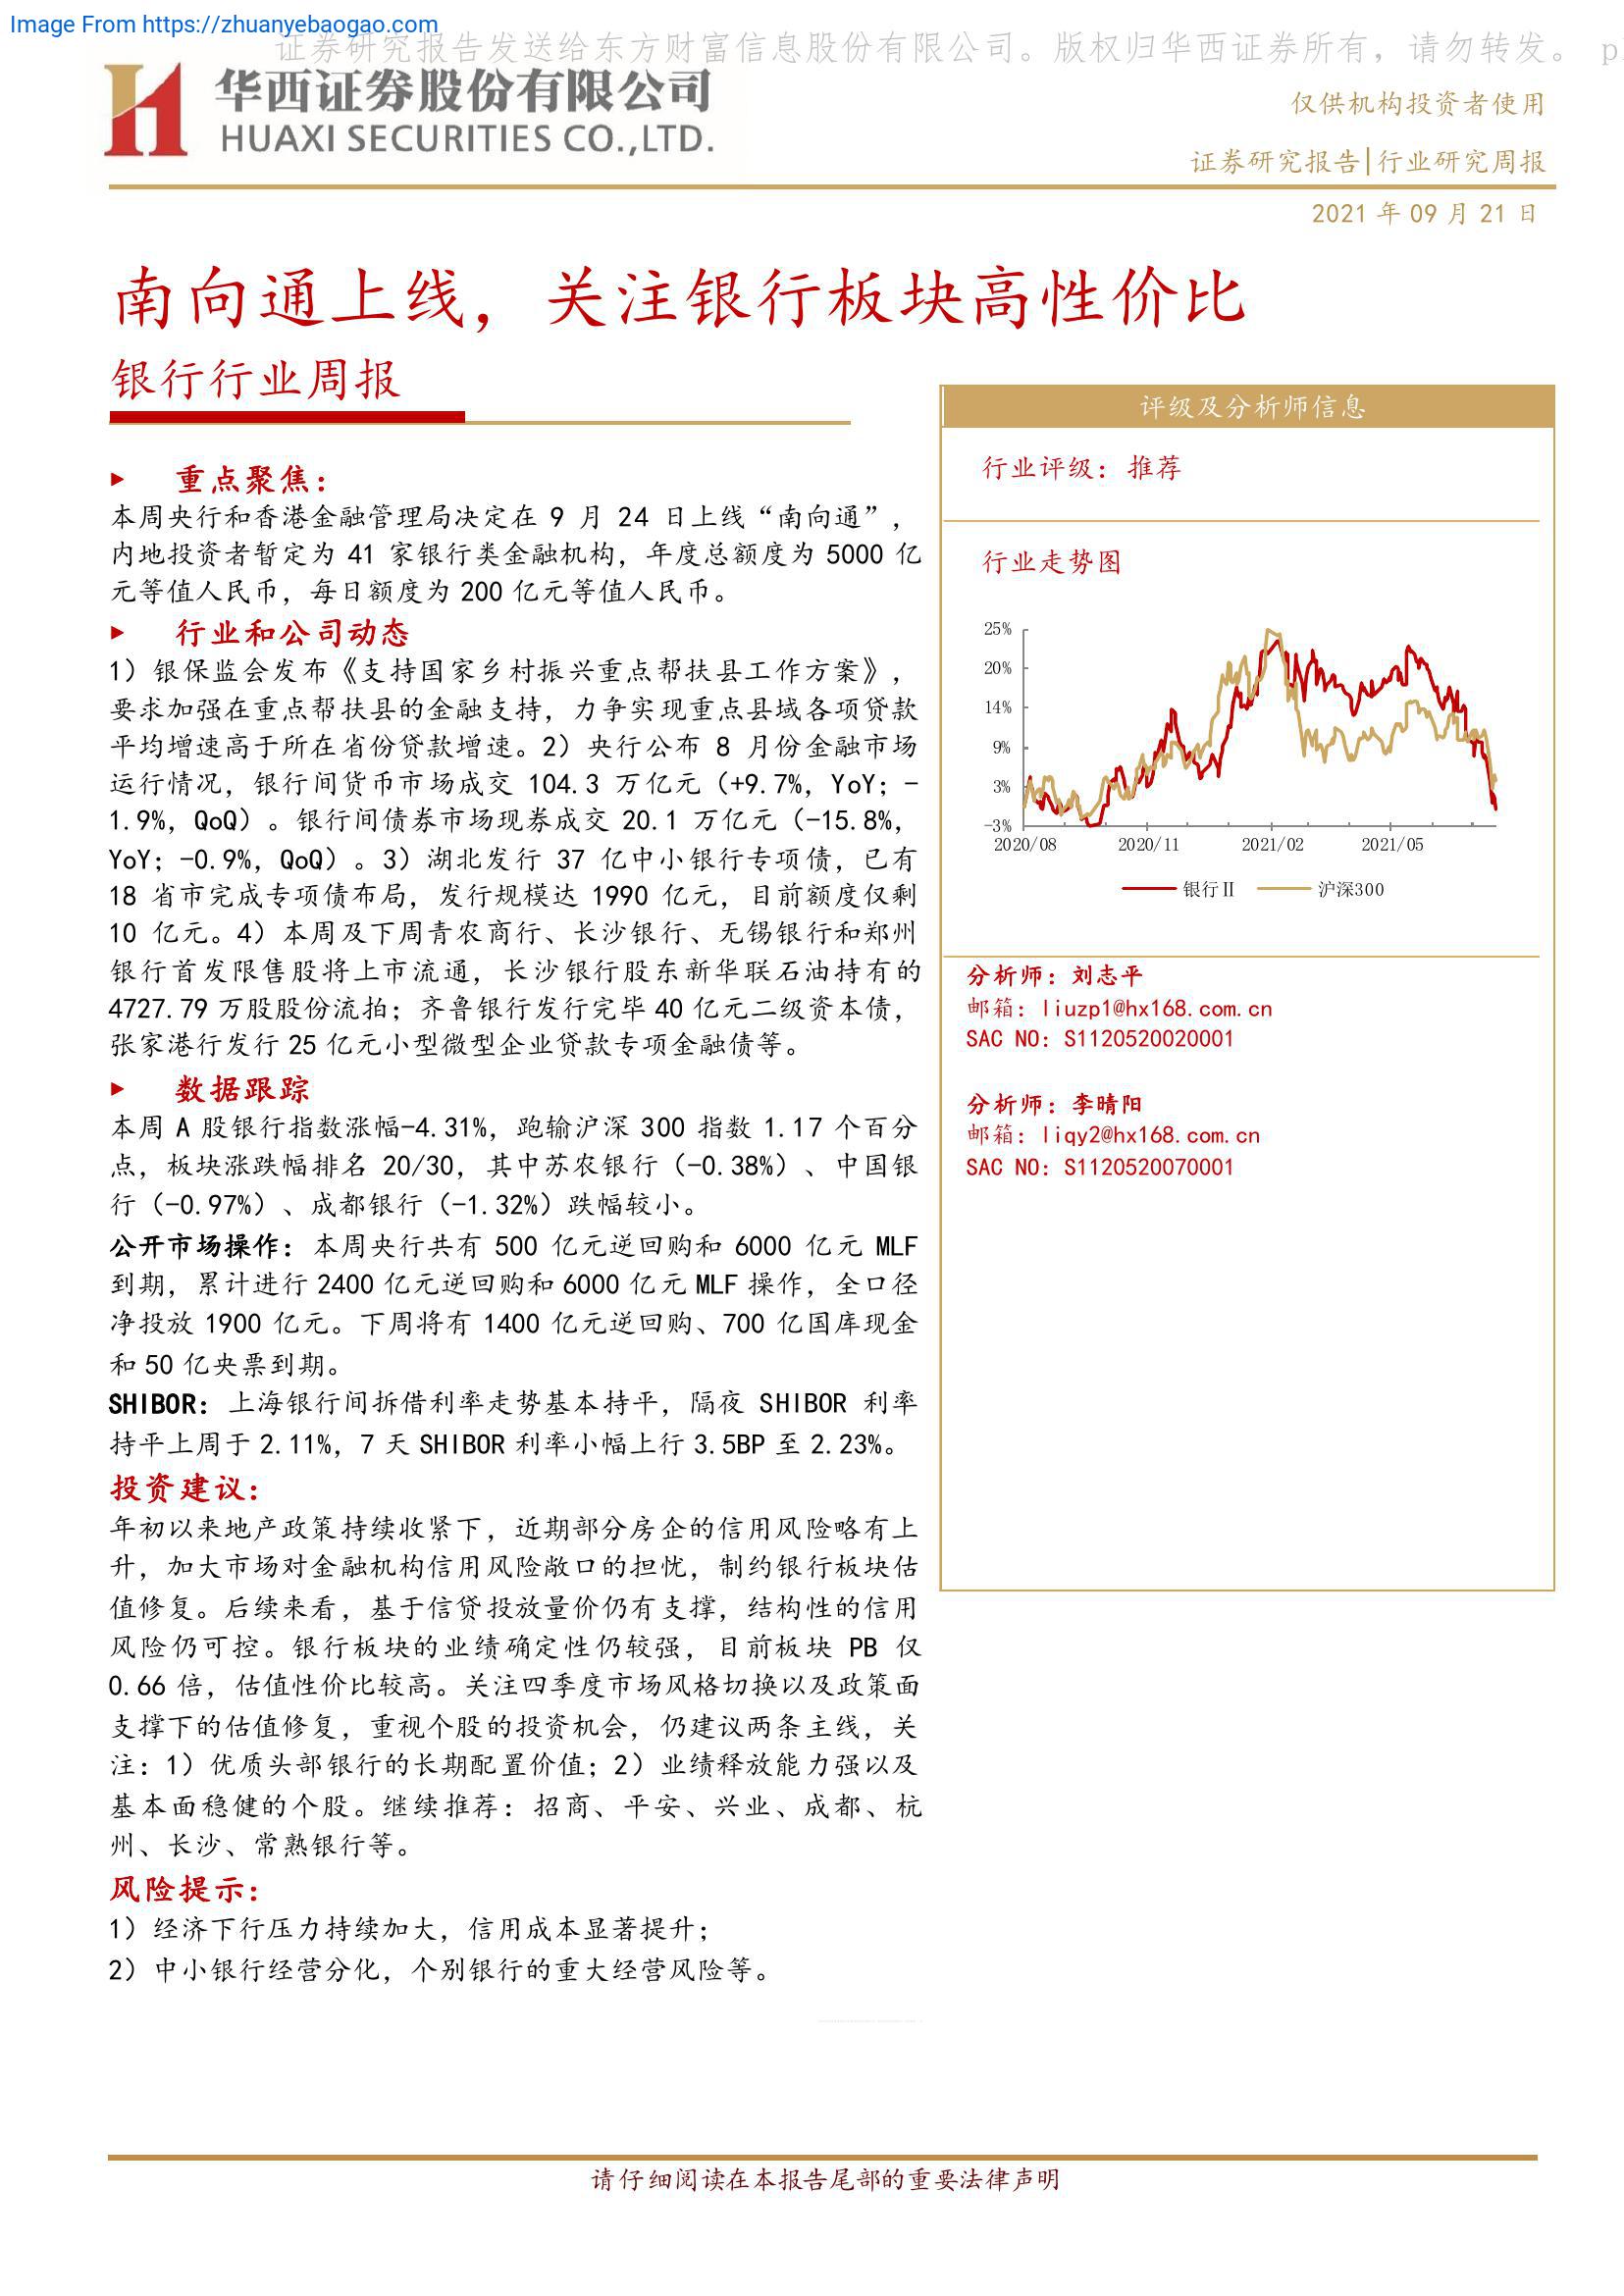 Image From https://zhuanyebaogao.com
证券研究报告发送给东方财富信息股份有限公司。版权归华西证券所有，请勿转发。 p
华西证券股份有限公司
HUAXI SECURITIES CO.,LTD.
仅供机构投资者使用
证券研究报告|行业研究周报
2021 年 09 月 21 日
南向通上线，关注银行板块高性价比
银行行业周报
重点聚焦：
本周央行和香港金融管理局决定在 9 月 24 日上线“南向通”，
内地投资者暂定为 41 家银行类金融机构，年度总额度为 5000 亿
元等值人民币，每日额度为 200 亿元等值人民币。
行业和公司动态
1）银保监会发布《支持国家乡村振兴重点帮扶县工作方案》，
要求加强在重点帮扶县的金融支持，力争实现重点县域各项贷款
平均增速高于所在省份贷款增速。2）央行公布 8 月份金融市场
运行情况，银行间货币市场成交 104.3 万亿元（+9.7%，YoY；-
1.9%，QoQ）。银行间债券市场现券成交 20.1 万亿元（-15.8%，
YoY；-0.9%，QoQ）。3）湖北发行 37 亿中小银行专项债，已有
18 省市完成专项债布局，发行规模达 1990 亿元，目前额度仅剩
10 亿元。4）本周及下周青农商行、长沙银行、无锡银行和郑州
银行首发限售股将上市流通，长沙银行股东新华联石油持有的
4727.79 万股股份流拍；齐鲁银行发行完毕 40 亿元二级资本债，
张家港行发行 25 亿元小型微型企业贷款专项金融债等。
数据跟踪
本周 A 股银行指数涨幅-4.31%，跑输沪深 300 指数 1.17 个百分
点，板块涨跌幅排名 20/30，其中苏农银行（-0.38%）、中国银
行（-0.97%）、成都银行（-1.32%）跌幅较小。
公开市场操作：本周央行共有 500 亿元逆回购和 6000 亿元 MLF
到期，累计进行 2400 亿元逆回购和 6000 亿元 MLF 操作，全口径
净投放 1900 亿元。下周将有 1400 亿元逆回购、700 亿国库现金
和 50 亿央票到期。
SHIBOR：上海银行间拆借利率走势基本持平，隔夜 SHIBOR 利率
持平上周于 2.11%，7 天 SHIBOR 利率小幅上行 3.5BP 至 2.23%。
投资建议：
年初以来地产政策持续收紧下，近期部分房企的信用风险略有上
升，加大市场对金融机构信用风险敞口的担忧，制约银行板块估
值修复。后续来看，基于信贷投放量价仍有支撑，结构性的信用
风险仍可控。银行板块的业绩确定性仍较强，目前板块 PB 仅
0.66 倍，估值性价比较高。关注四季度市场风格切换以及政策面
支撑下的估值修复，重视个股的投资机会，仍建议两条主线，关
注：1）优质头部银行的长期配置价值；2）业绩释放能力强以及
基本面稳健的个股。继续推荐：招商、平安、兴业、成都、杭
州、长沙、常熟银行等。
风险提示：
1）经济下行压力持续加大，信用成本显著提升；
2）中小银行经营分化，个别银行的重大经营风险等。
评级及分析师信息
行业评级：推荐
行业走势图
25%
20%
14%
9%
3%
-3%
2020/08 2020/11 2021/02 2021/05
银行Ⅱ 沪深300
分析师：刘志平
邮箱：liuzp1@hx168.com.cn
SAC NO：S1120520020001
分析师：李晴阳
邮箱：liqy2@hx168.com.cn
SAC NO：S1120520070001
请仔细阅读在本报告尾部的重要法律声明